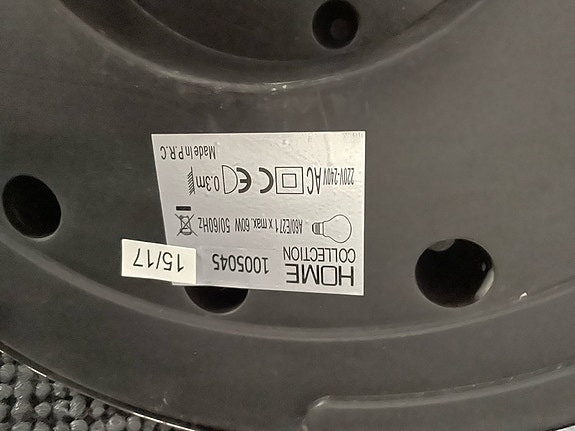 HOME
COLLECTION
1005045
15/17
A60/E27 1 x max. 60W 50/60Hz
220V-240V AC CE 0.3m
Made in P.R.C